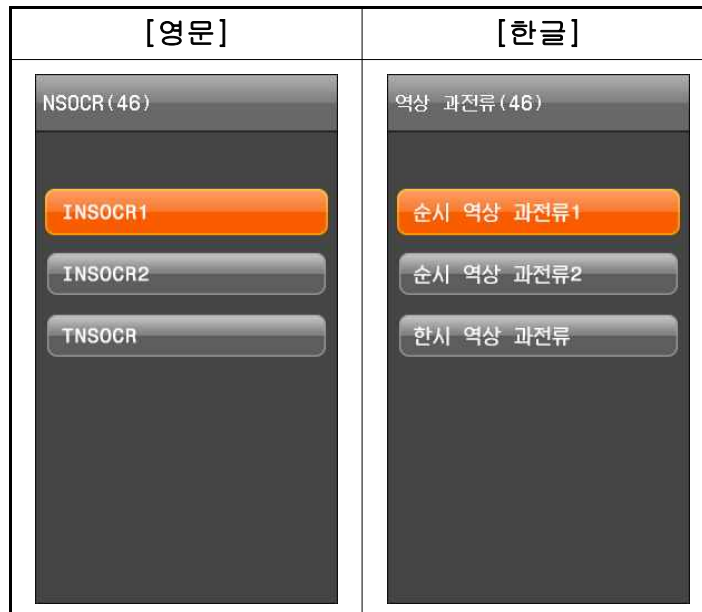 [영문]
[한글]
NSOCR(46)
INSOCR1
INSOCR2
TNSOCR
역상 과전류(46)
순시 역상 과전류1
순시 역상 과전류2
한시 역상 과전류